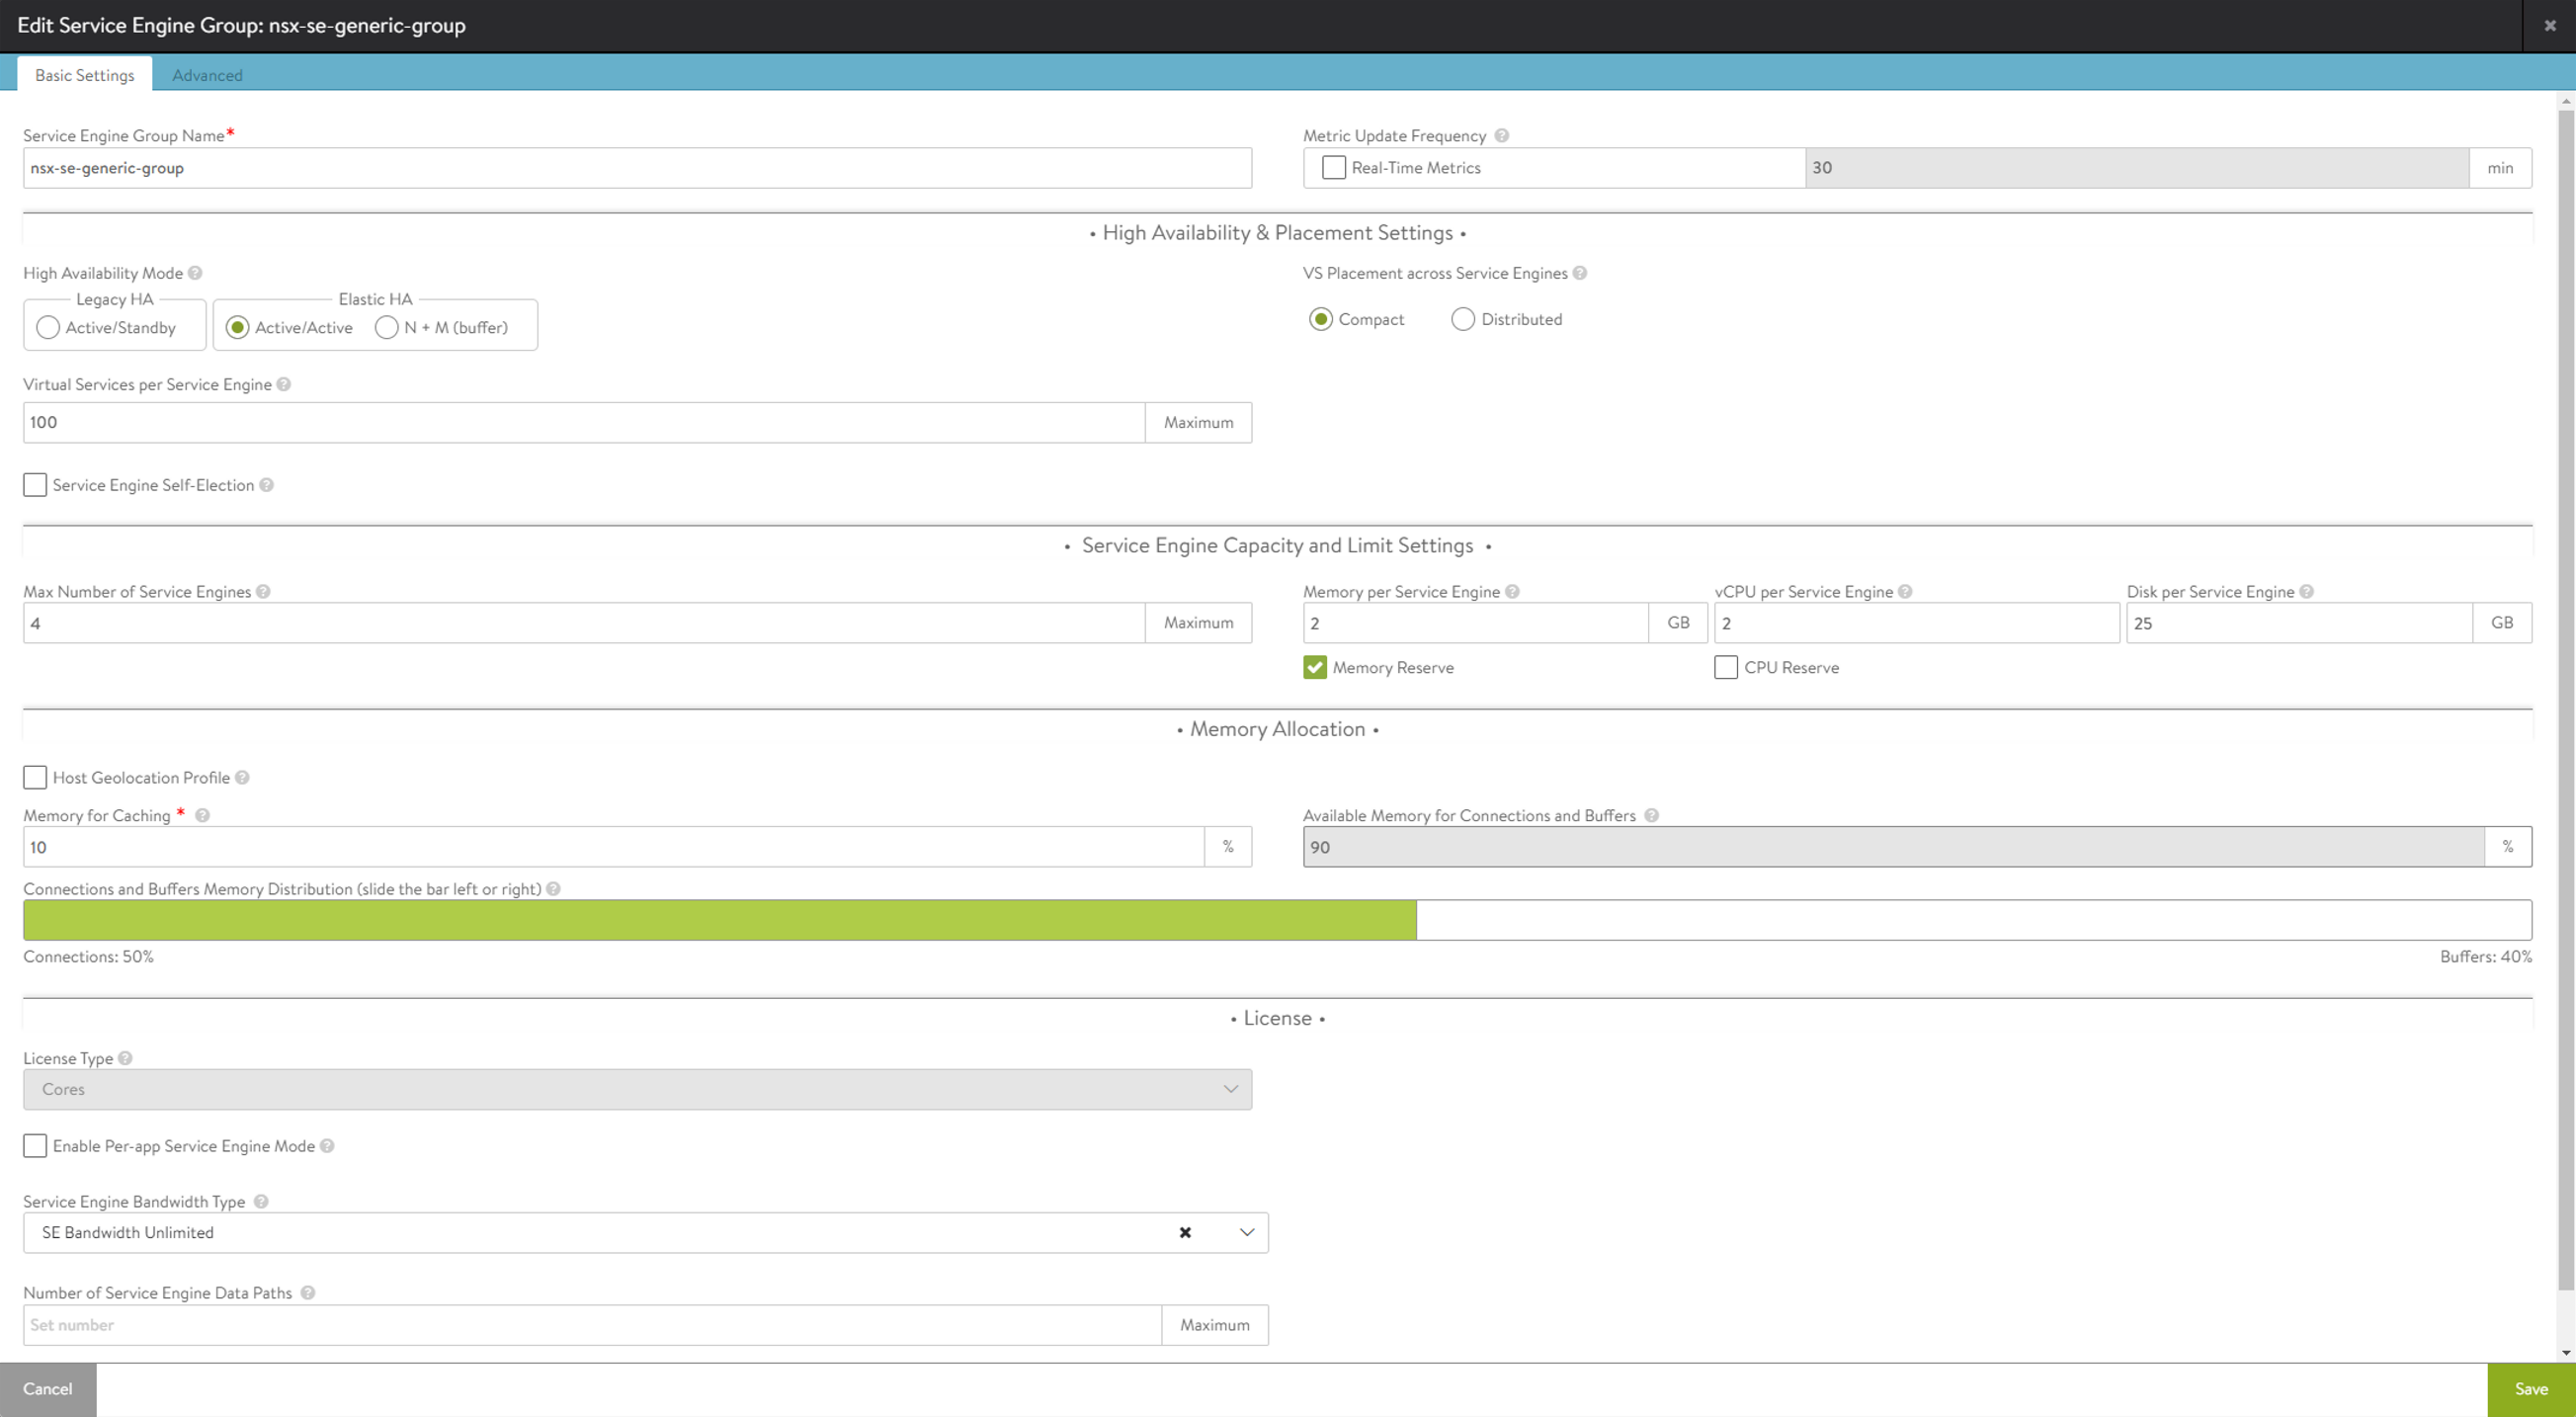 Edit Service Engine Group: nsx-se-generic-group
Basic Settings Advanced
Service Engine Group Name*
nsx-se-generic-group
Metric Update Frequency
Real-Time Metrics 30 min
• High Availability & Placement Settings •
High Availability Mode
Legacy HA
Active/Standby
Elastic HA
Active/Active N + M (buffer)
VS Placement across Service Engines
Compact Distributed
Virtual Services per Service Engine
100 Maximum
Service Engine Self-Election
• Service Engine Capacity and Limit Settings •
Max Number of Service Engines
4 Maximum
Memory per Service Engine
2 GB
Memory Reserve
vCPU per Service Engine
2
CPU Reserve
Disk per Service Engine
25 GB
• Memory Allocation •
Host Geolocation Profile
Memory for Caching *
10 %
Available Memory for Connections and Buffers
90 %
Connections and Buffers Memory Distribution (slide the bar left or right)
Connections: 50% Buffers: 40%
• License •
License Type
Cores
Enable Per-app Service Engine Mode
Service Engine Bandwidth Type
SE Bandwidth Unlimited
Number of Service Engine Data Paths
Set number Maximum
Cancel Save